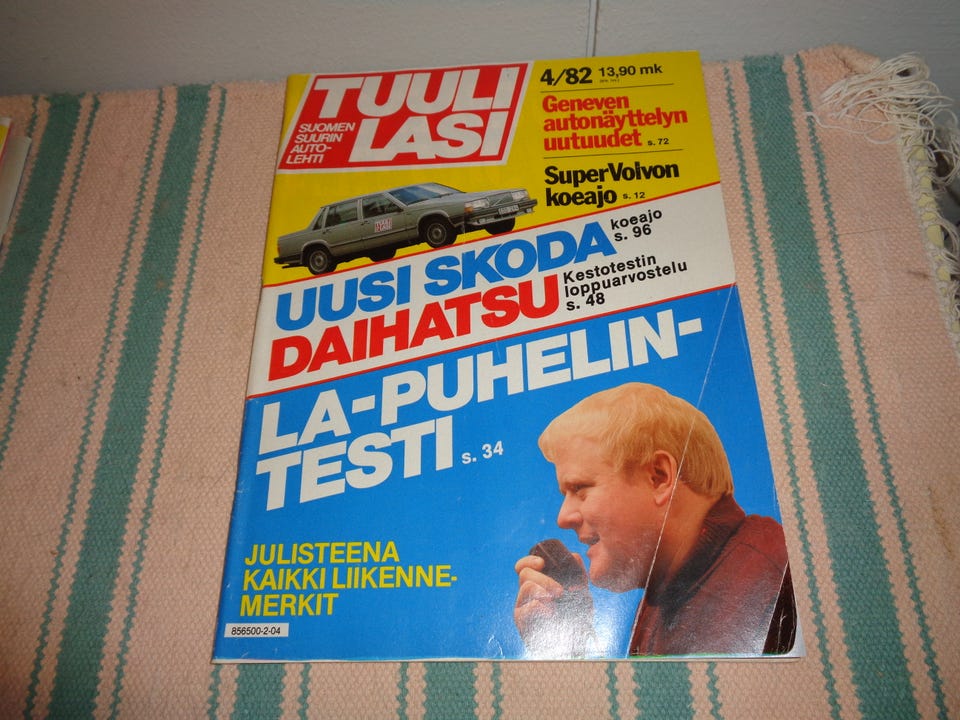 TUULI
LASI
SUOMEN
SUURIN
AUTO-
LEHTI
4/82 13,90 mk
Geneven
autonäyttelyn
uutuudet s. 72
SuperVolvon
koeajo s. 12
UUSI SKODA koeajo
s. 96
DAIHATSU Kestotestin
loppuarvostelu
s. 48
LA-PUHELIN-
TESTI s. 34
JULISTEENA
KAIKKI LIIKENNE-
MERKIT
856500-2-04